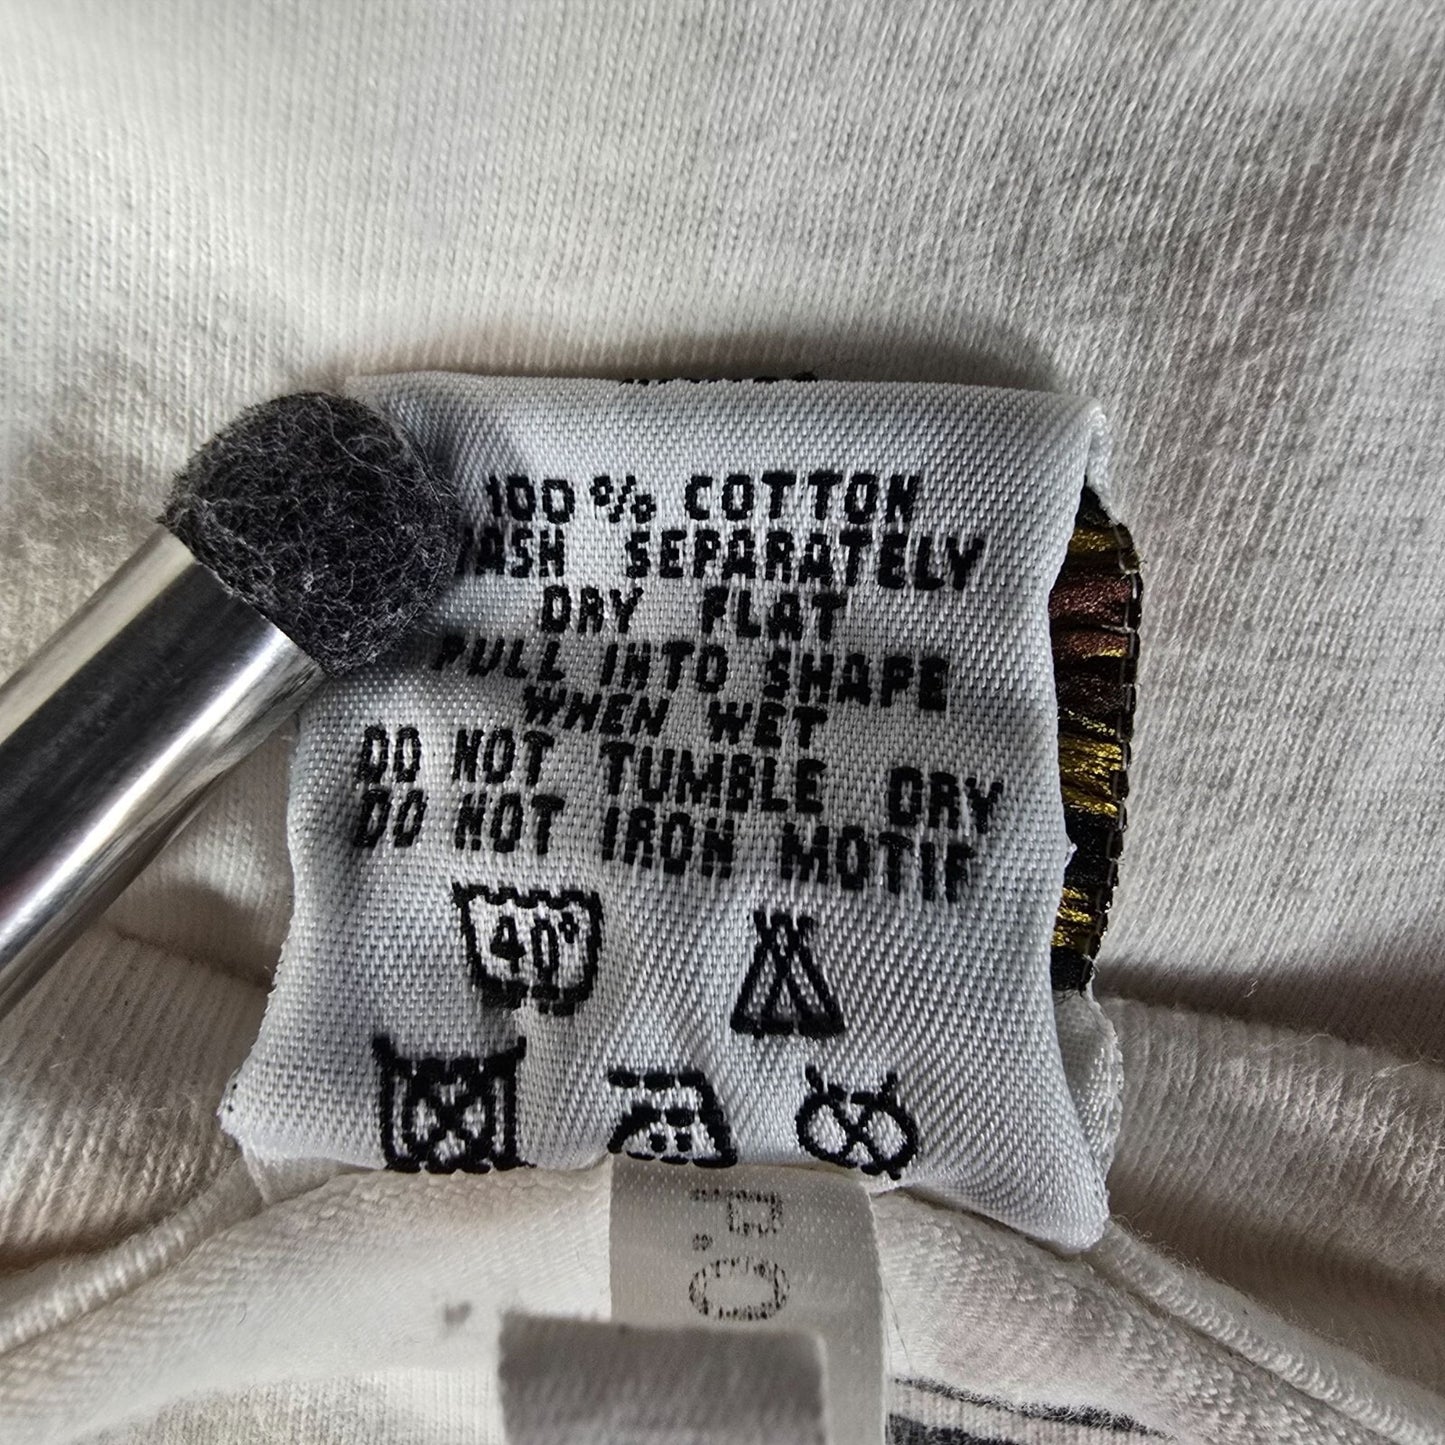 100% COTTON
WASH SEPARATELY
DRY FLAT
PULL INTO SHAPE
WHEN WET
DO NOT TUMBLE DRY
DO NOT IRON MOTIF
40°
P.O